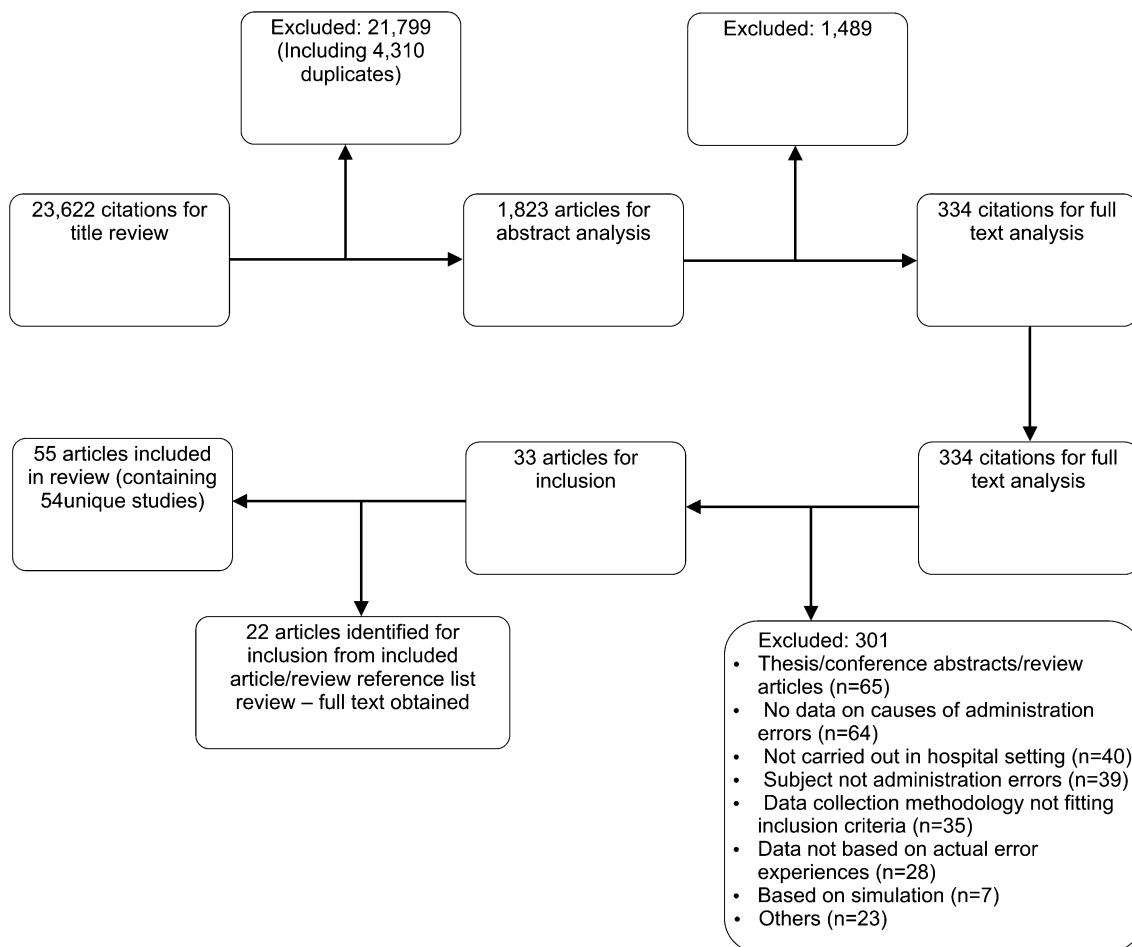 Excluded: 21,799
(Including 4,310
duplicates)
Excluded: 1,489
23,622 citations for
title review
1,823 articles for
abstract analysis
334 citations for full
text analysis
55 articles included
in review (containing
54unique studies)
33 articles for
inclusion
334 citations for full
text analysis
22 articles identified for
inclusion from included
article/review reference list
review – full text obtained
Excluded: 301
• Thesis/conference abstracts/review
articles (n=65)
• No data on causes of administration
errors (n=64)
• Not carried out in hospital setting (n=40)
• Subject not administration errors (n=39)
• Data collection methodology not fitting
inclusion criteria (n=35)
• Data not based on actual error
experiences (n=28)
• Based on simulation (n=7)
• Others (n=23)